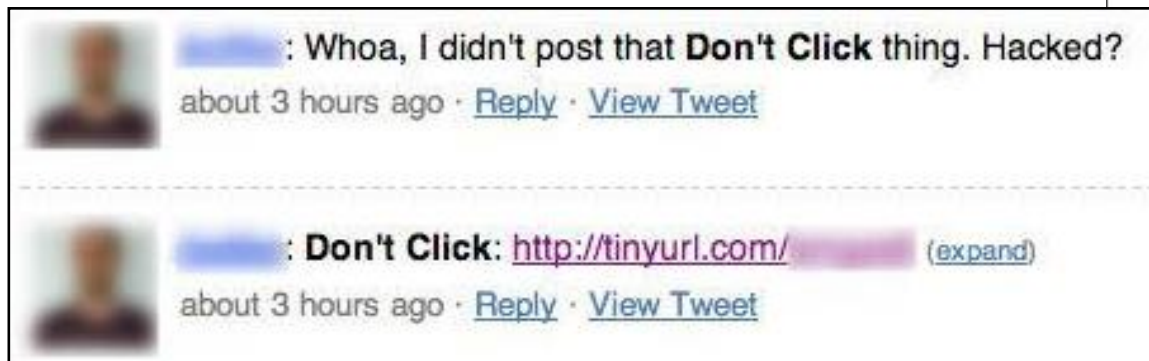 : Whoa, I didn't post that Don't Click thing. Hacked?
about 3 hours ago · Reply · View Tweet
: Don't Click: http://tinyurl.com/ (expand)
about 3 hours ago · Reply · View Tweet